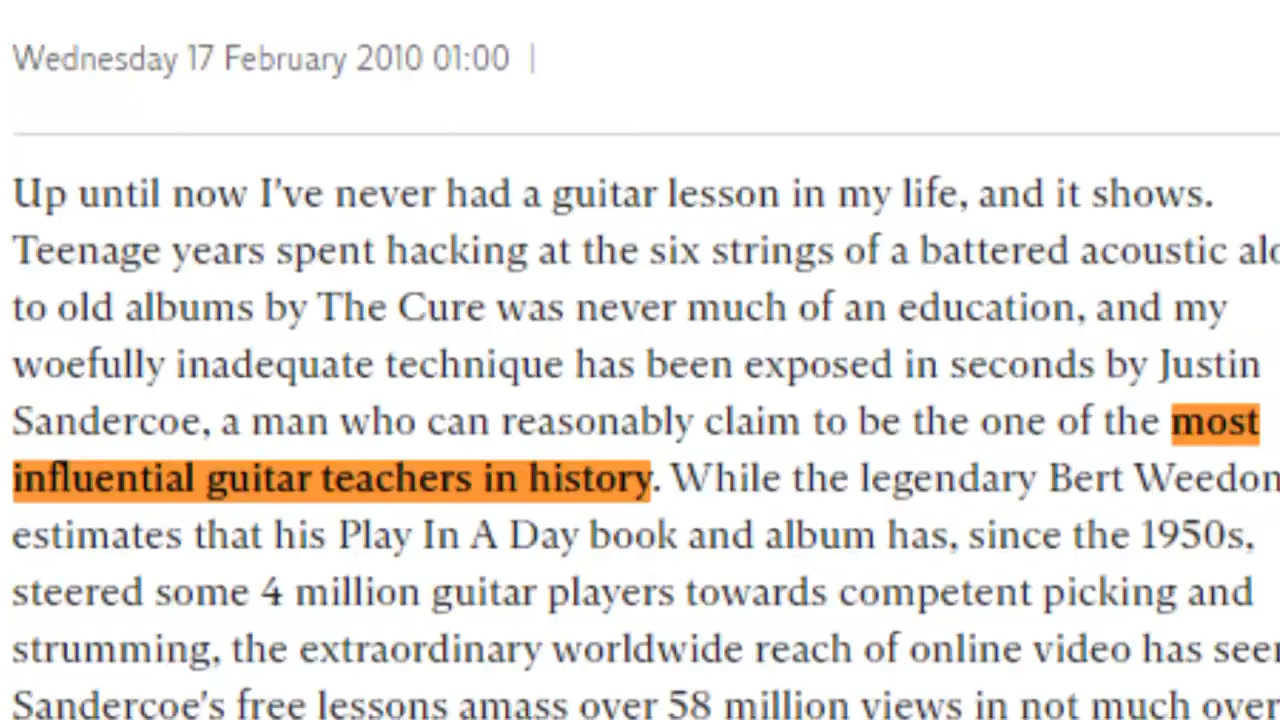 Wednesday 17 February 2010 01:00 |
Up until now I've never had a guitar lesson in my life, and it shows.
Teenage years spent hacking at the six strings of a battered acoustic
to old albums by The Cure was never much of an education, and my
woefully inadequate technique has been exposed in seconds by Justin
Sandercoe, a man who can reasonably claim to be the one of the most
influential guitar teachers in history. While the legendary Bert Weedon
estimates that his Play In A Day book and album has, since the 1950s,
steered some 4 million guitar players towards competent picking and
strumming, the extraordinary worldwide reach of online video has seen
Sandercoe's free lessons amass over 58 million views in not much over